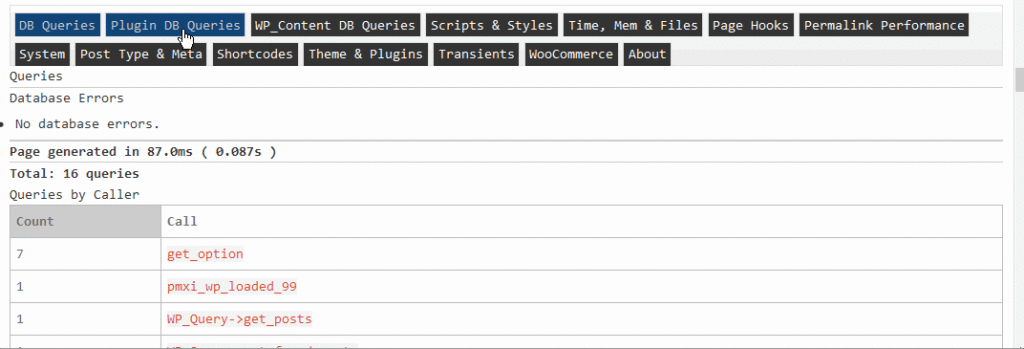 DB Queries Plugin DB Queries WP_Content DB Queries Scripts & Styles Time, Mem & Files Page Hooks Permalink Performance
System Post Type & Meta Shortcodes Theme & Plugins Transients WooCommerce About
Queries
Database Errors
• No database errors.
Page generated in 87.0ms ( 0.087s )
Total: 16 queries
Queries by Caller
Count Call
7 get_option
1 pmxi_wp_loaded_99
1 WP_Query->get_posts